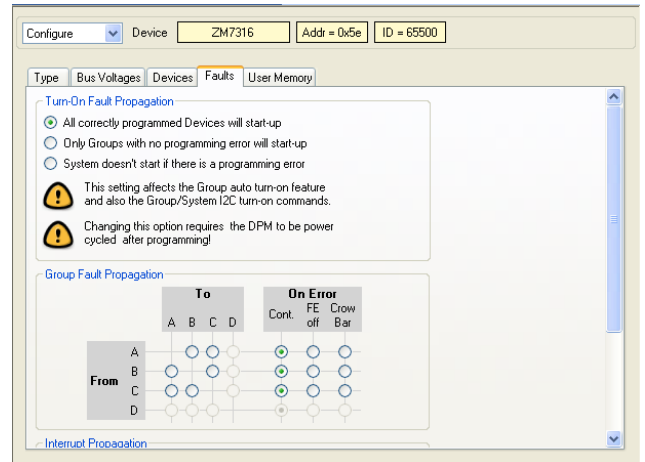 Configure Device ZM7316 Addr = 0x5e ID = 65500
Type Bus Voltages Devices Faults User Memory
Turn-On Fault Propagation
All correctly programmed Devices will start-up
Only Groups with no programming error will start-up
System doesn't start if there is a programming error
This setting affects the Group auto turn-on feature
and also the Group/System I2C turn-on commands.
Changing this option requires the DPM to be power
cycled after programming!
Group Fault Propagation
To On Error
A B C D Cont. FE off Crow Bar
From
A
B
C
D
Interrupt Propagation